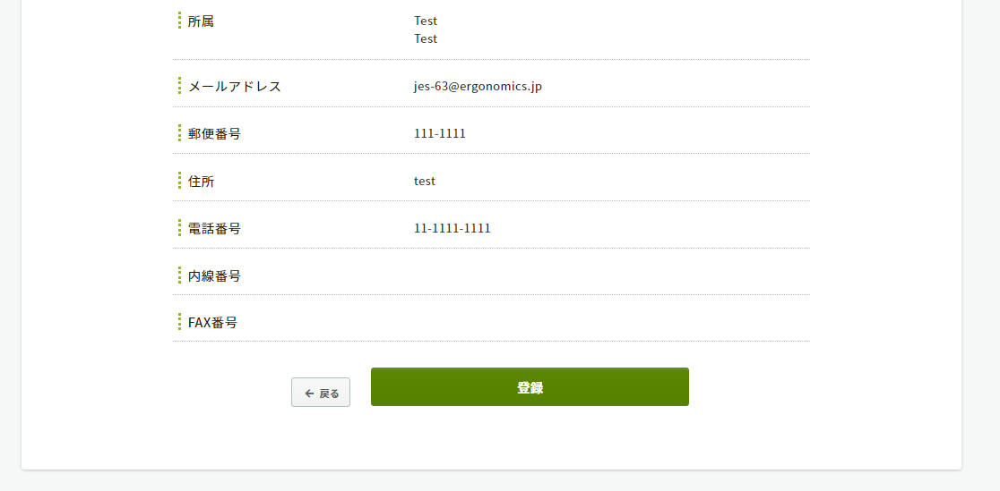 所属
Test
Test
メールアドレス
jes-63@ergonomics.jp
郵便番号
111-1111
住所
test
電話番号
11-1111-1111
内線番号
FAX番号
← 戻る
登録